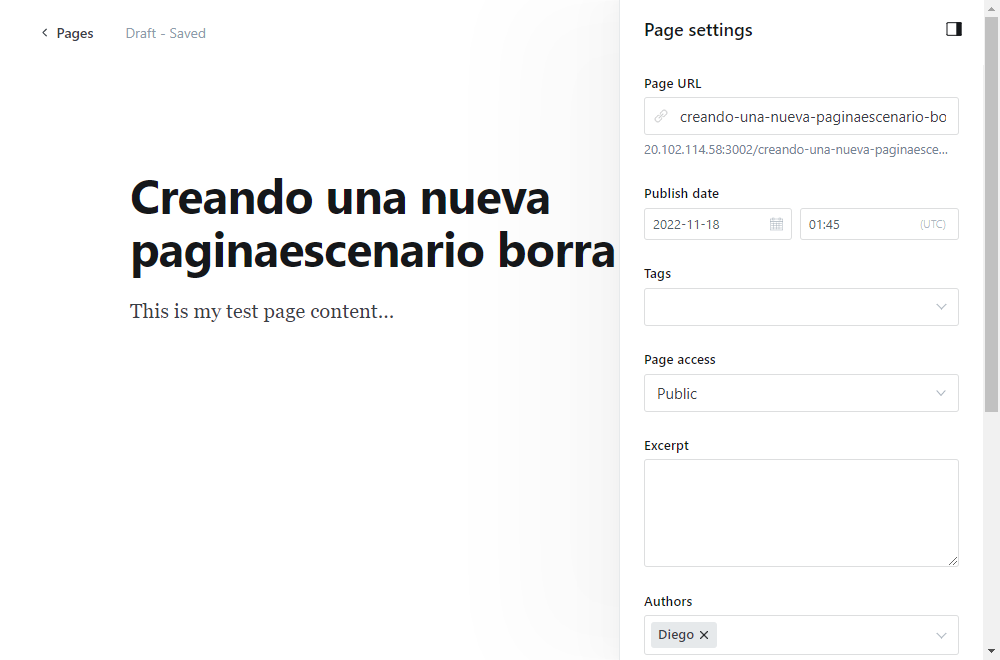 Pages
Draft - Saved
Creando una nueva
paginaescenario borra
This is my test page content...
Page settings
Page URL
creando-una-nueva-paginaescenario-bo
20.102.114.58:3002/creando-una-nueva-paginaesce...
Publish date
2022-11-18
01:45
(UTC)
Tags
Page access
Public
Excerpt
Authors
Diego